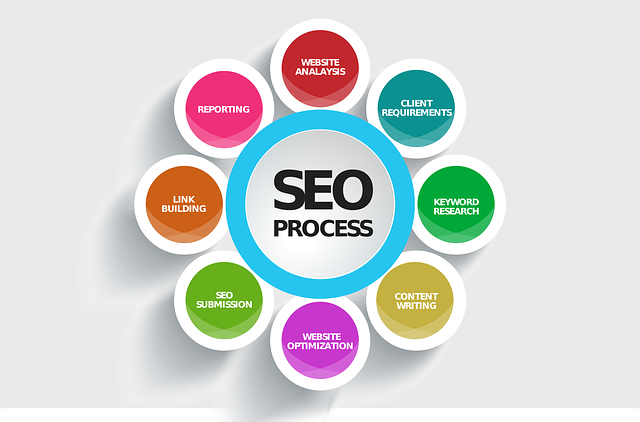 WEBSITE
ANALAYSIS
CLIENT
REQUIREMENTS
KEYWORD
RESEARCH
CONTENT
WRITING
WEBSITE
OPTIMIZATION
SEO
SUBMISSION
LINK
BUILDING
REPORTING
SEO
PROCESS